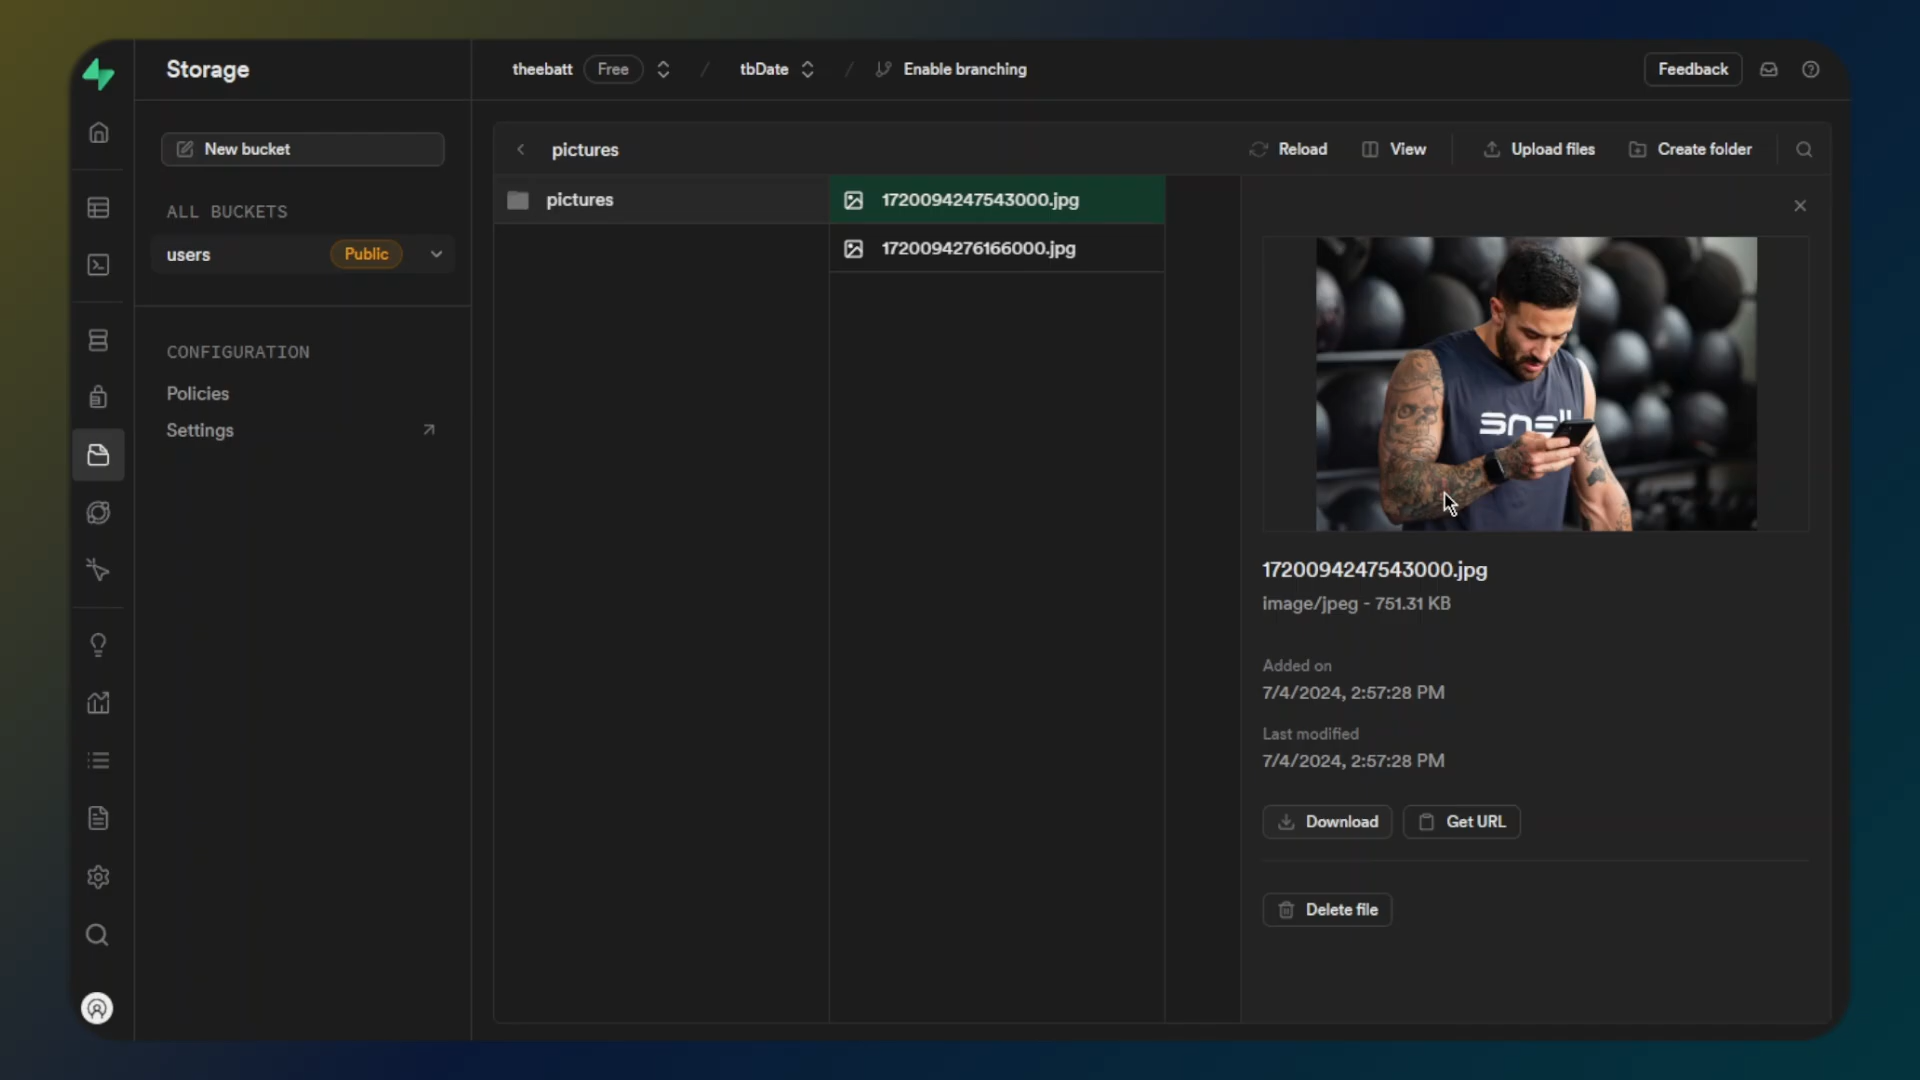 Storage
theebatt Free / tbDate / Enable branching
Feedback
New bucket
ALL BUCKETS
users Public
CONFIGURATION
Policies
Settings
pictures
Reload View Upload files Create folder
pictures
1720094247543000.jpg
1720094276166000.jpg
1720094247543000.jpg
image/jpeg - 751.31 KB
Added on
7/4/2024, 2:57:28 PM
Last modified
7/4/2024, 2:57:28 PM
Download Get URL
Delete file